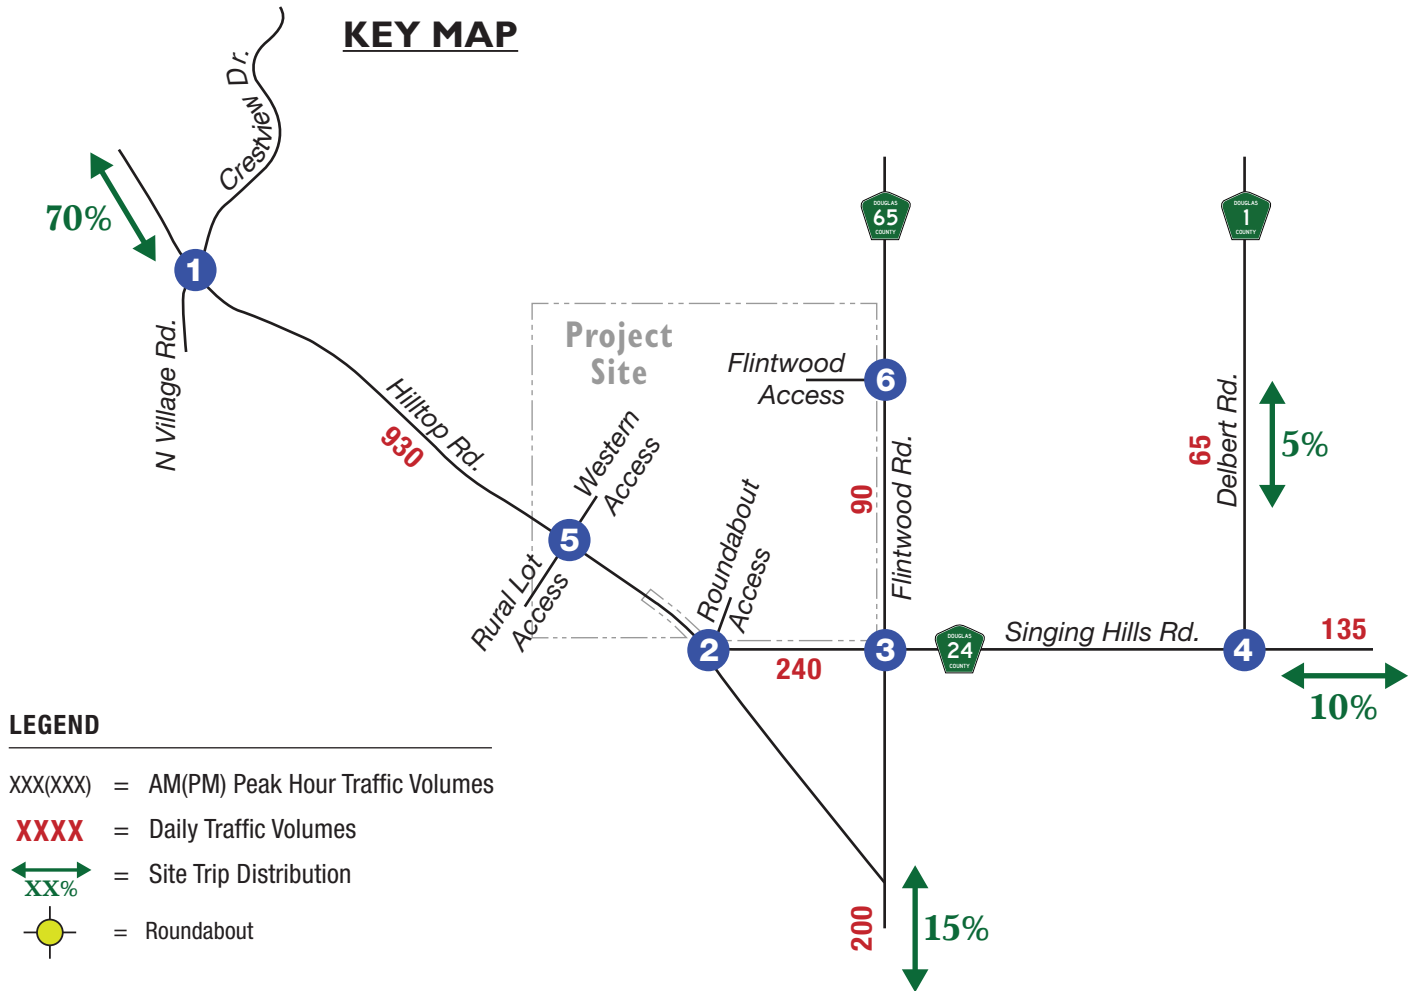 KEY MAP
Crestview Dr.
70%
1
N Village Rd.
Hilltop Rd.
930
Project
Site
Western
Access
5
Rural Lot
Access
Roundabout
Access
2
240
Flintwood
Access
6
DOUGLAS
65
COUNTY
90
Flintwood Rd.
3
DOUGLAS
24
COUNTY
Singing Hills Rd.
DOUGLAS
1
COUNTY
65
Delbert Rd.
5%
4
135
10%
200
15%
LEGEND
XXX(XXX) = AM(PM) Peak Hour Traffic Volumes
XXXX = Daily Traffic Volumes
XX% = Site Trip Distribution
= Roundabout